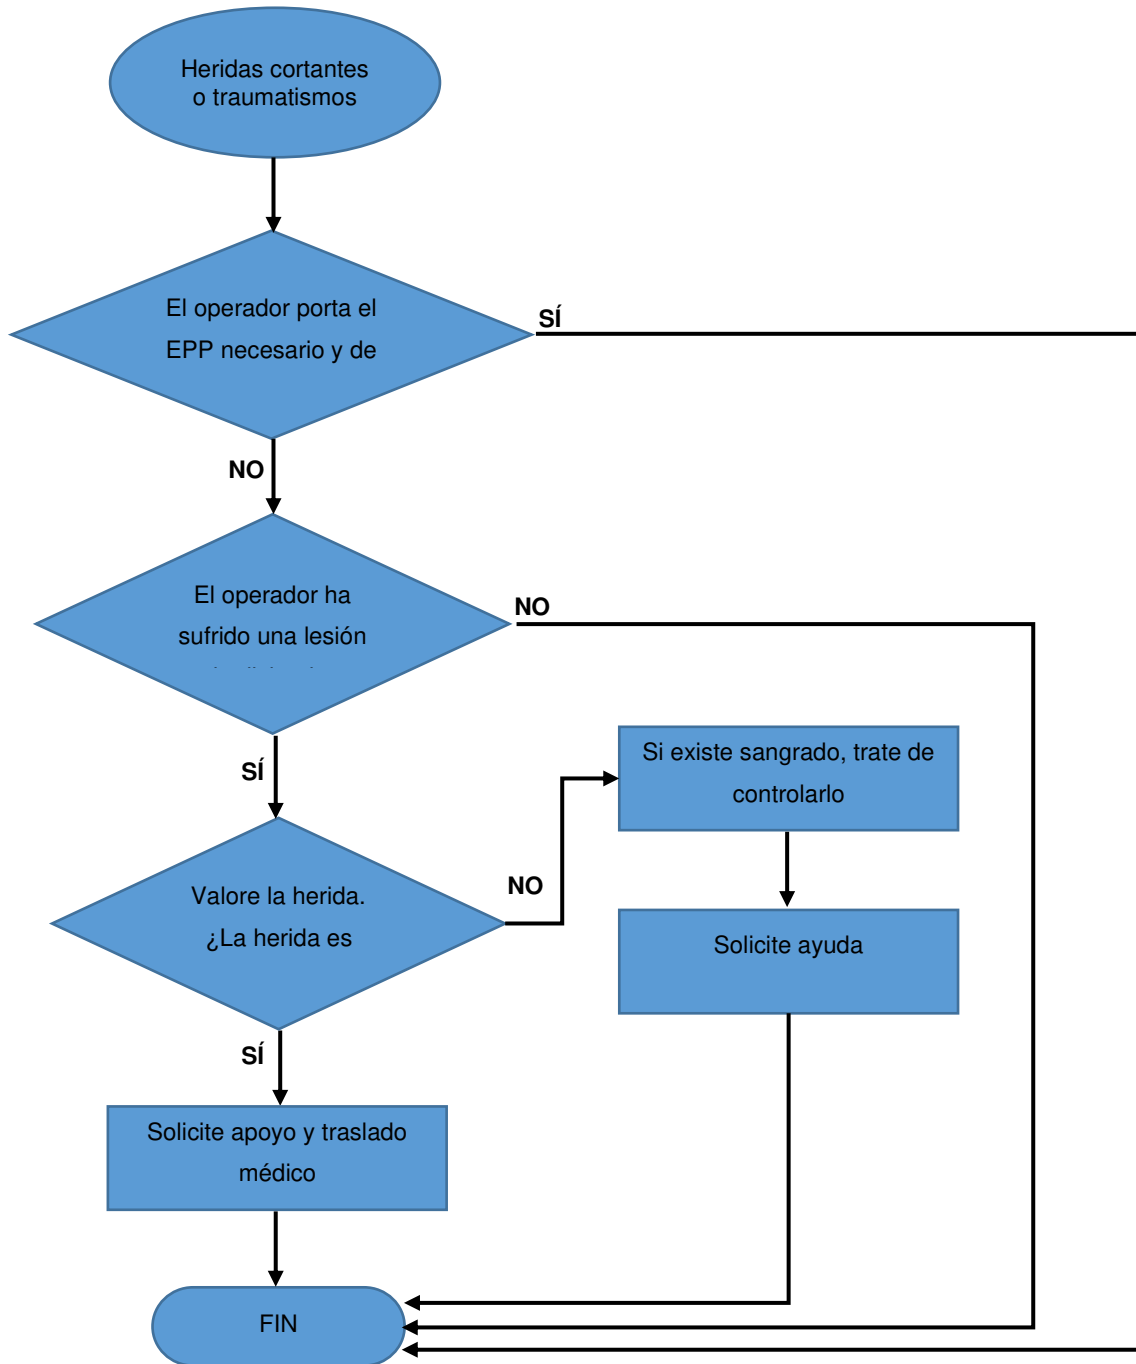 Heridas cortantes
o traumatismos
El operador porta el
EPP necesario y de
SÍ
NO
El operador ha
sufrido una lesión
NO
SÍ
Si existe sangrado, trate de
controlarlo
Valore la herida.
¿La herida es
NO
Solicite ayuda
SÍ
Solicite apoyo y traslado
médico
FIN